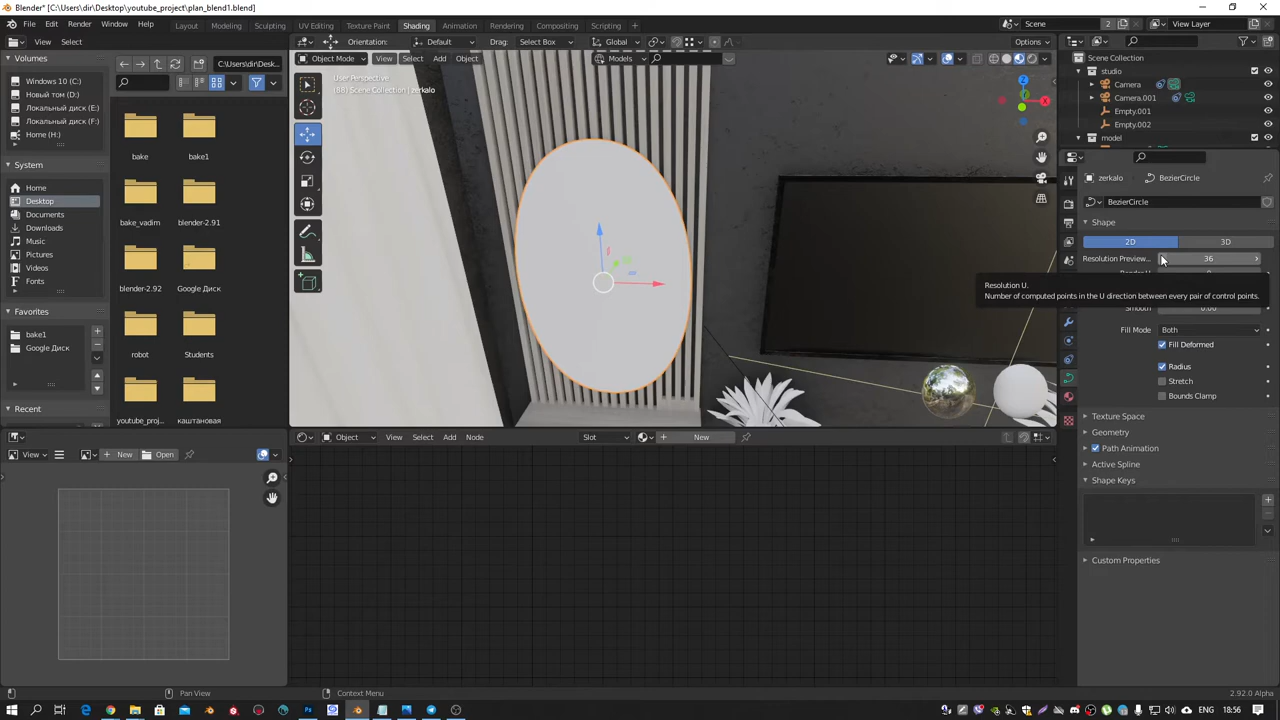 Blender* [C:\Users\dir\Desktop\youtube_project\plan_blend1.blend]
File Edit Render Window Help Layout Modeling Sculpting UV Editing Texture Paint Shading Animation Rendering Compositing Scripting Scene 2 View Layer
View Select Orientation: Default Drag: Select Box Global Options
Volumes C:\Users\dir\Desk... Object Mode View Select Add Object Models Scene Collection
Windows 10 (C:) User Perspective studio
Новый том (D:) (88) Scene Collection | zerkalo Camera
Локальный диск (E:) Camera.001
Локальный диск (F:) Empty.001
Home (H:) Empty.002
bake bake1 model
System
Home zerkalo BezierCircle
Desktop
Documents BezierCircle
Downloads bake_vadim blender-2.91
Music Shape
Pictures 2D 3D
Videos Resolution Preview... 36
Fonts
blender-2.92 Google Диск
Resolution U.
Number of computed points in the U direction between every pair of control points.
Favorites
bake1 Fill Mode Both
Google Диск robot Students Fill Deformed
Radius
Stretch
Bounds Clamp
Recent youtube_proj... каштановая Texture Space
Geometry
View New Open Object View Select Add Node Slot New
Path Animation
Active Spline
Shape Keys
Custom Properties
Pan View Context Menu 2.92.0 Alpha
ENG 18:56